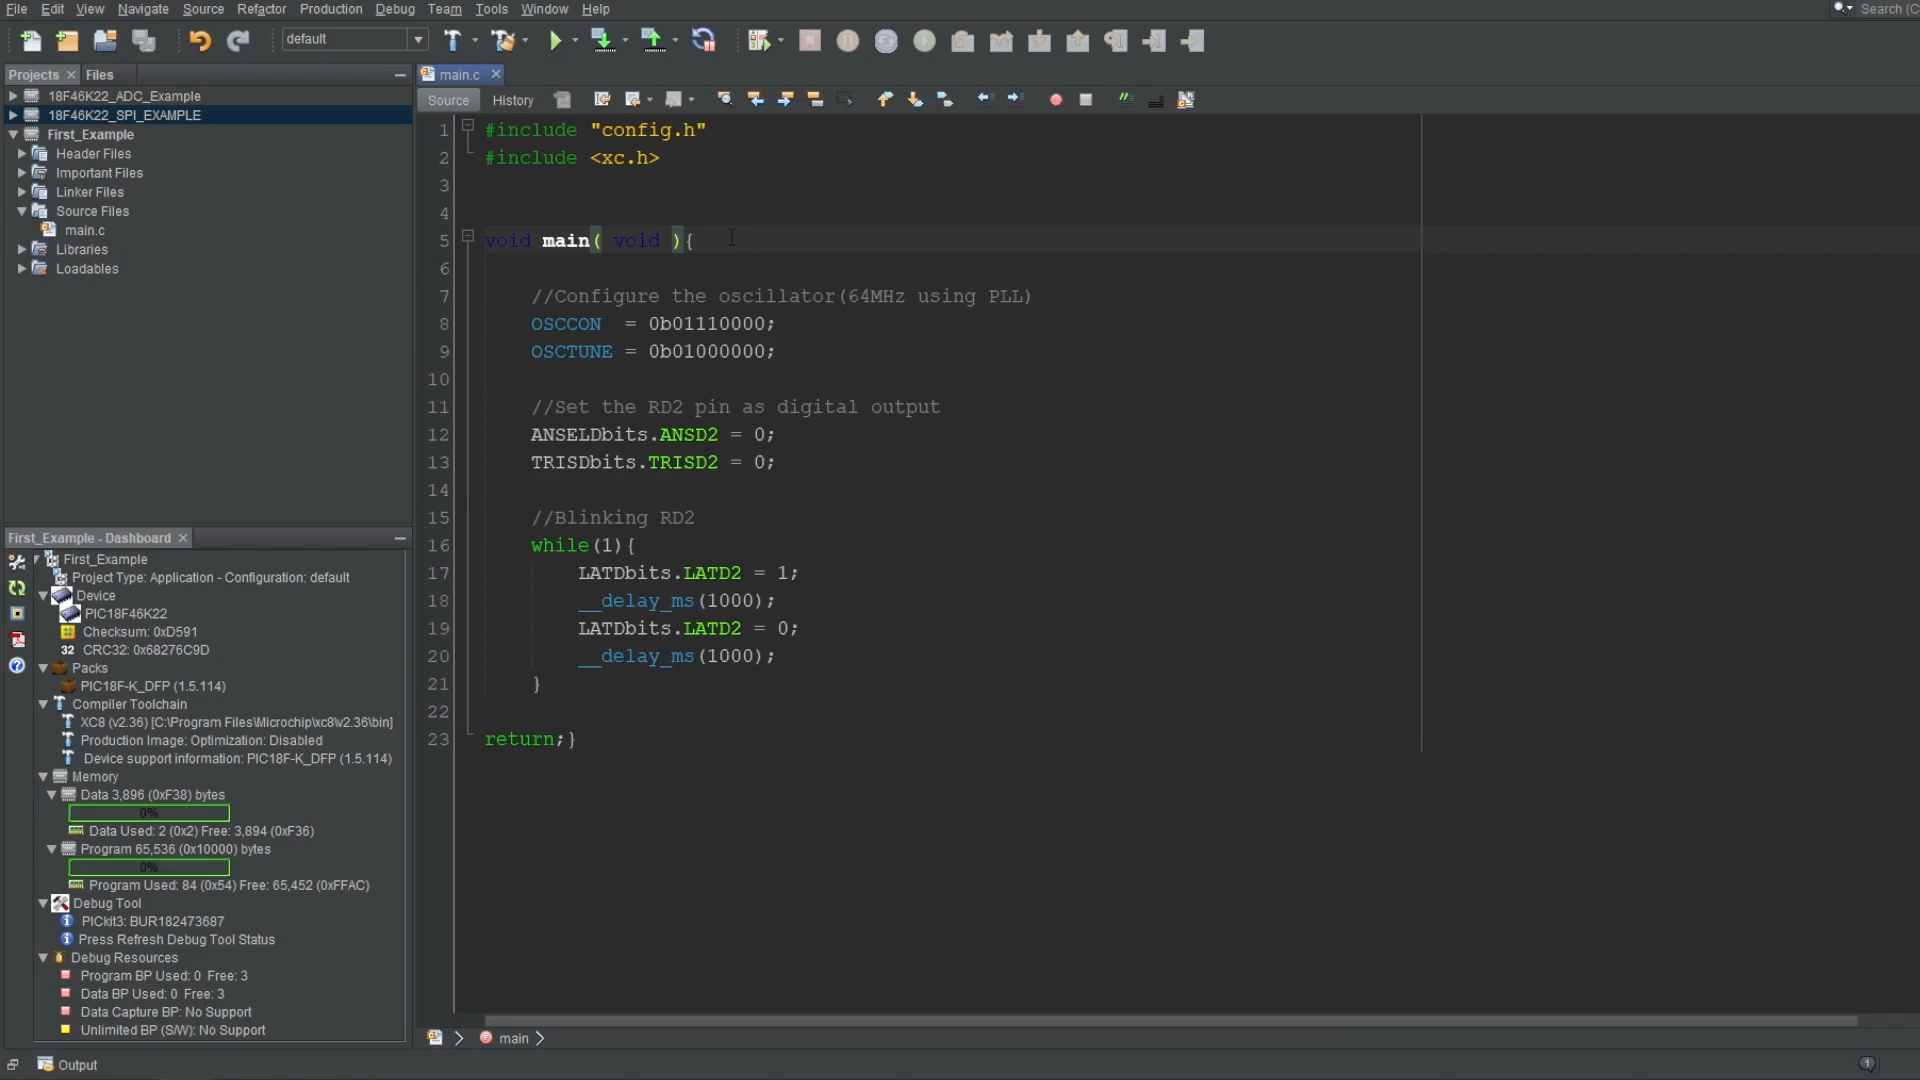 File Edit View Navigate Source Refactor Production Debug Team Tools Window Help
Search (C
default
Projects Files
18F46K22_ADC_Example
18F46K22_SPI_EXAMPLE
First_Example
Header Files
Important Files
Linker Files
Source Files
main.c
Libraries
Loadables
First_Example - Dashboard
First_Example
Project Type: Application - Configuration: default
Device
PIC18F46K22
Checksum: 0xD591
32 CRC32: 0x68276C9D
Packs
PIC18F-K_DFP (1.5.114)
Compiler Toolchain
XC8 (v2.36) [C:\Program Files\Microchip\xc8\v2.36\bin]
Production Image: Optimization: Disabled
Device support information: PIC18F-K_DFP (1.5.114)
Memory
Data 3,896 (0xF38) bytes
0%
Data Used: 2 (0x2) Free: 3,894 (0xF36)
Program 65,536 (0x10000) bytes
0%
Program Used: 84 (0x54) Free: 65,452 (0xFFAC)
Debug Tool
PICkit3: BUR182473687
Press Refresh Debug Tool Status
Debug Resources
Program BP Used: 0 Free: 3
Data BP Used: 0 Free: 3
Data Capture BP: No Support
Unlimited BP (S/W): No Support
main.c
Source History
1 #include "config.h"
2 #include <xc.h>
3
4
5 void main( void ){
6
7 //Configure the oscillator(64MHz using PLL)
8 OSCCON = 0b01110000;
9 OSCTUNE = 0b01000000;
10
11 //Set the RD2 pin as digital output
12 ANSELDbits.ANSD2 = 0;
13 TRISDbits.TRISD2 = 0;
14
15 //Blinking RD2
16 while(1){
17 LATDbits.LATD2 = 1;
18 __delay_ms(1000);
19 LATDbits.LATD2 = 0;
20 __delay_ms(1000);
21 }
22
23 return;}
main
Output
1